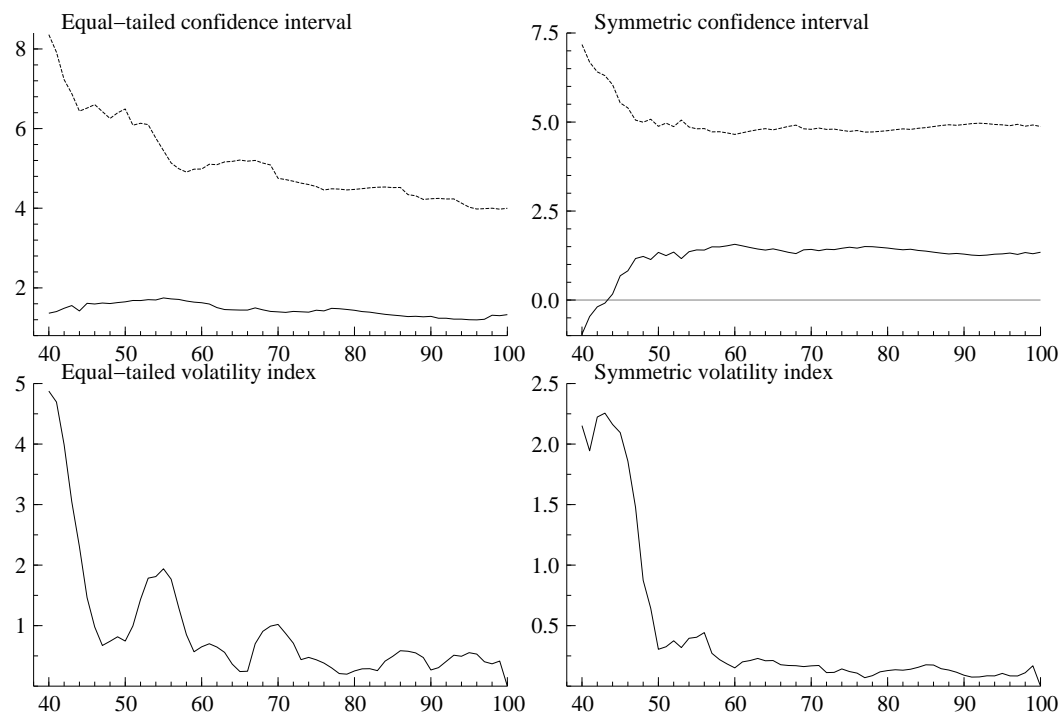 Equal−tailed confidence interval
8
6
4
2
40 50 60 70 80 90 100
Symmetric confidence interval
7.5
5.0
2.5
0.0
40 50 60 70 80 90 100
Equal−tailed volatility index
5
4
3
2
1
40 50 60 70 80 90 100
Symmetric volatility index
2.5
2.0
1.5
1.0
0.5
40 50 60 70 80 90 100